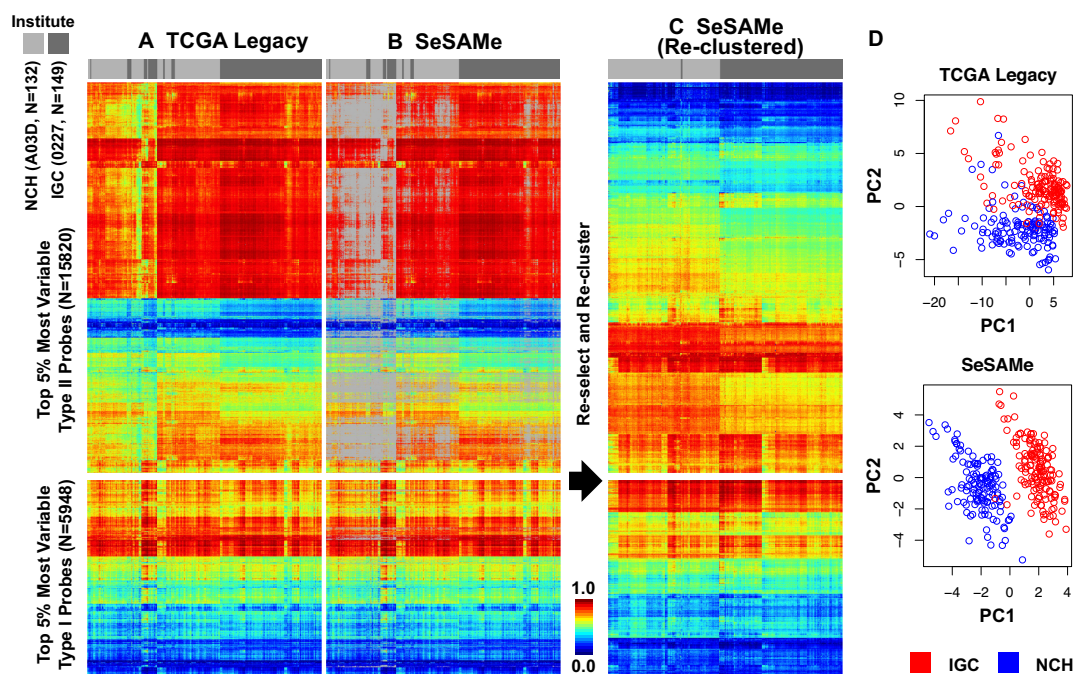 Institute
NCH (A03D, N=132)
IGC (0227, N=149)
A TCGA Legacy
B SeSAMe
C SeSAMe
(Re-clustered)
D
Top 5% Most Variable
Type II Probes (N=15820)
Top 5% Most Variable
Type I Probes (N=5948)
Re-select and Re-cluster
1.0
0.0
TCGA Legacy
10
5
0
−5
PC2
−20 −10 0 5
PC1
SeSAMe
4
2
0
−2
−4
PC2
−4 −2 0 2 4
PC1
IGC NCH